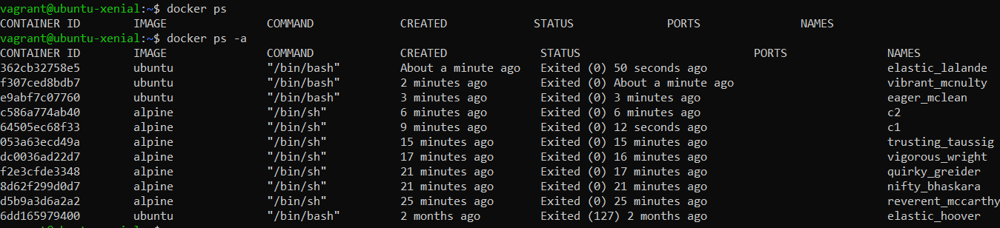 vagrant@ubuntu-xenial:~$ docker ps
CONTAINER ID        IMAGE               COMMAND             CREATED             STATUS              PORTS               NAMES
vagrant@ubuntu-xenial:~$ docker ps -a
CONTAINER ID        IMAGE               COMMAND             CREATED              STATUS                          PORTS               NAMES
362cb32758e5        ubuntu              "/bin/bash"         About a minute ago   Exited (0) 50 seconds ago                           elastic_lalande
f307ced8bdb7        ubuntu              "/bin/bash"         2 minutes ago        Exited (0) About a minute ago                       vibrant_mcnulty
e9abf7c07760        ubuntu              "/bin/bash"         3 minutes ago        Exited (0) 3 minutes ago                            eager_mclean
c586a774ab40        alpine              "/bin/sh"           6 minutes ago        Exited (0) 6 minutes ago                            c2
64505ec68f33        alpine              "/bin/sh"           9 minutes ago        Exited (0) 12 seconds ago                           c1
053a63ecd49a        alpine              "/bin/sh"           15 minutes ago       Exited (0) 15 minutes ago                           trusting_taussig
dc0036ad22d7        alpine              "/bin/sh"           17 minutes ago       Exited (0) 16 minutes ago                           vigorous_wright
f2e3cfde3348        alpine              "/bin/sh"           21 minutes ago       Exited (0) 17 minutes ago                           quirky_greider
8d62f299d0d7        alpine              "/bin/sh"           21 minutes ago       Exited (0) 21 minutes ago                           nifty_bhaskara
d5b9a3d6a2a2        alpine              "/bin/sh"           25 minutes ago       Exited (0) 25 minutes ago                           reverent_mccarthy
6dd165979400        ubuntu              "/bin/bash"         2 months ago         Exited (127) 2 months ago                           elastic_hoover